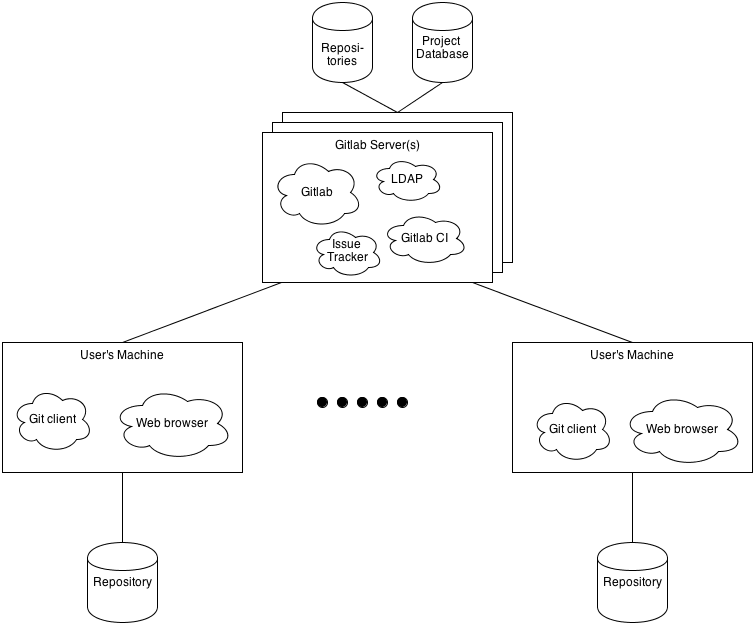 Reposi-
tories
Project
Database
Gitlab Server(s)
Gitlab
LDAP
Issue
Tracker
Gitlab CI
User's Machine
Git client
Web browser
User's Machine
Git client
Web browser
Repository
Repository